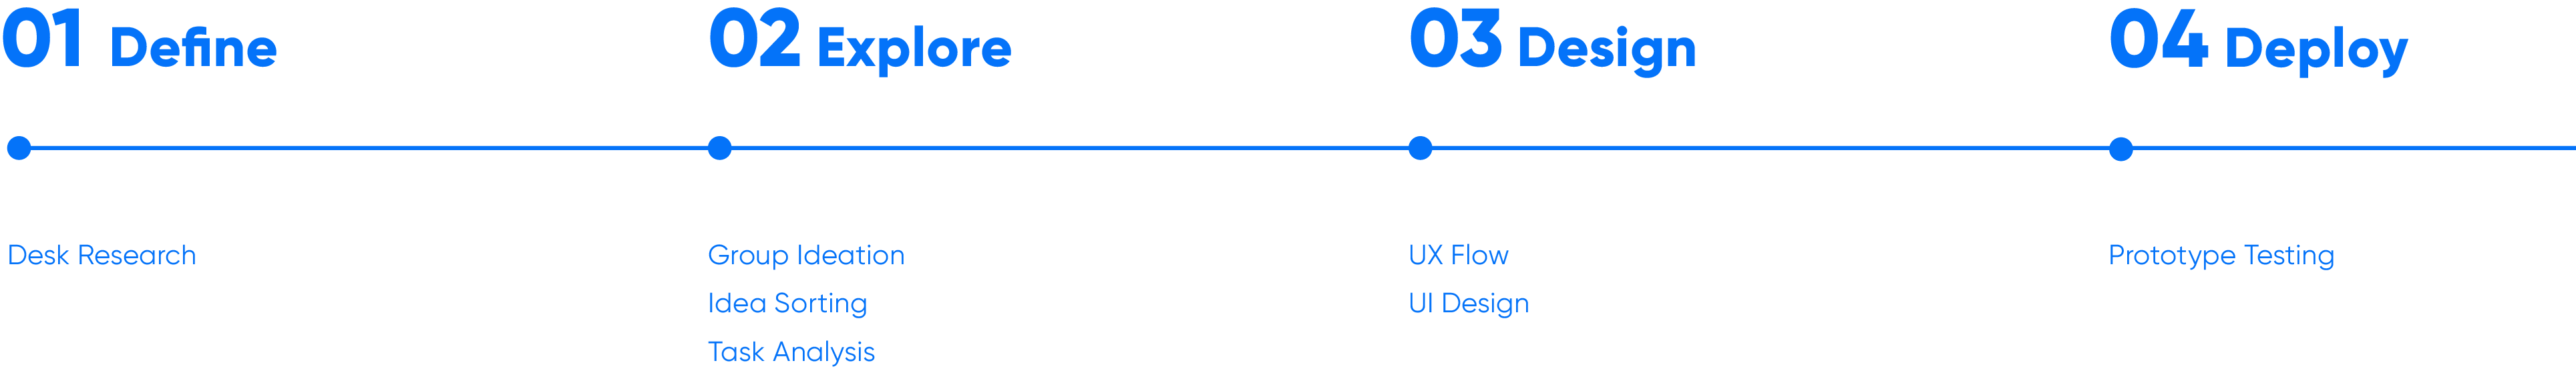 01 Define
02 Explore
03 Design
04 Deploy
Desk Research
Group Ideation
Idea Sorting
Task Analysis
UX Flow
UI Design
Prototype Testing